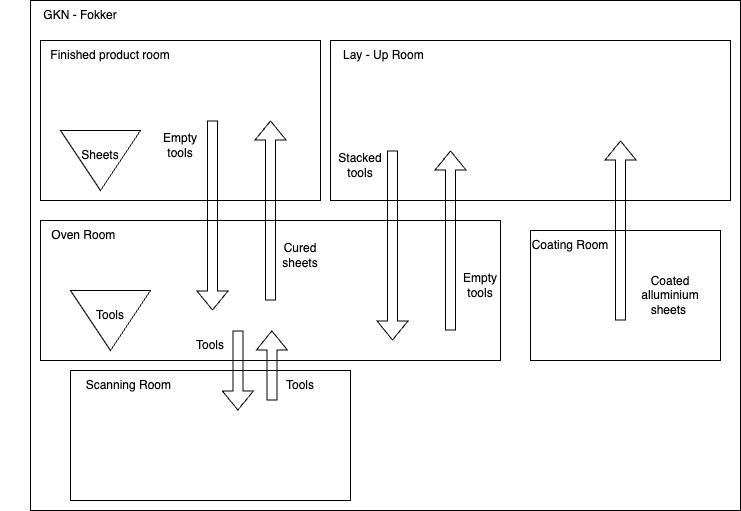 GKN - Fokker
Finished product room
Lay - Up Room
Empty
tools
Sheets
Stacked
tools
Oven Room
Coating Room
Cured
sheets
Empty
tools
Coated
alluminium
sheets
Tools
Tools
Scanning Room
Tools